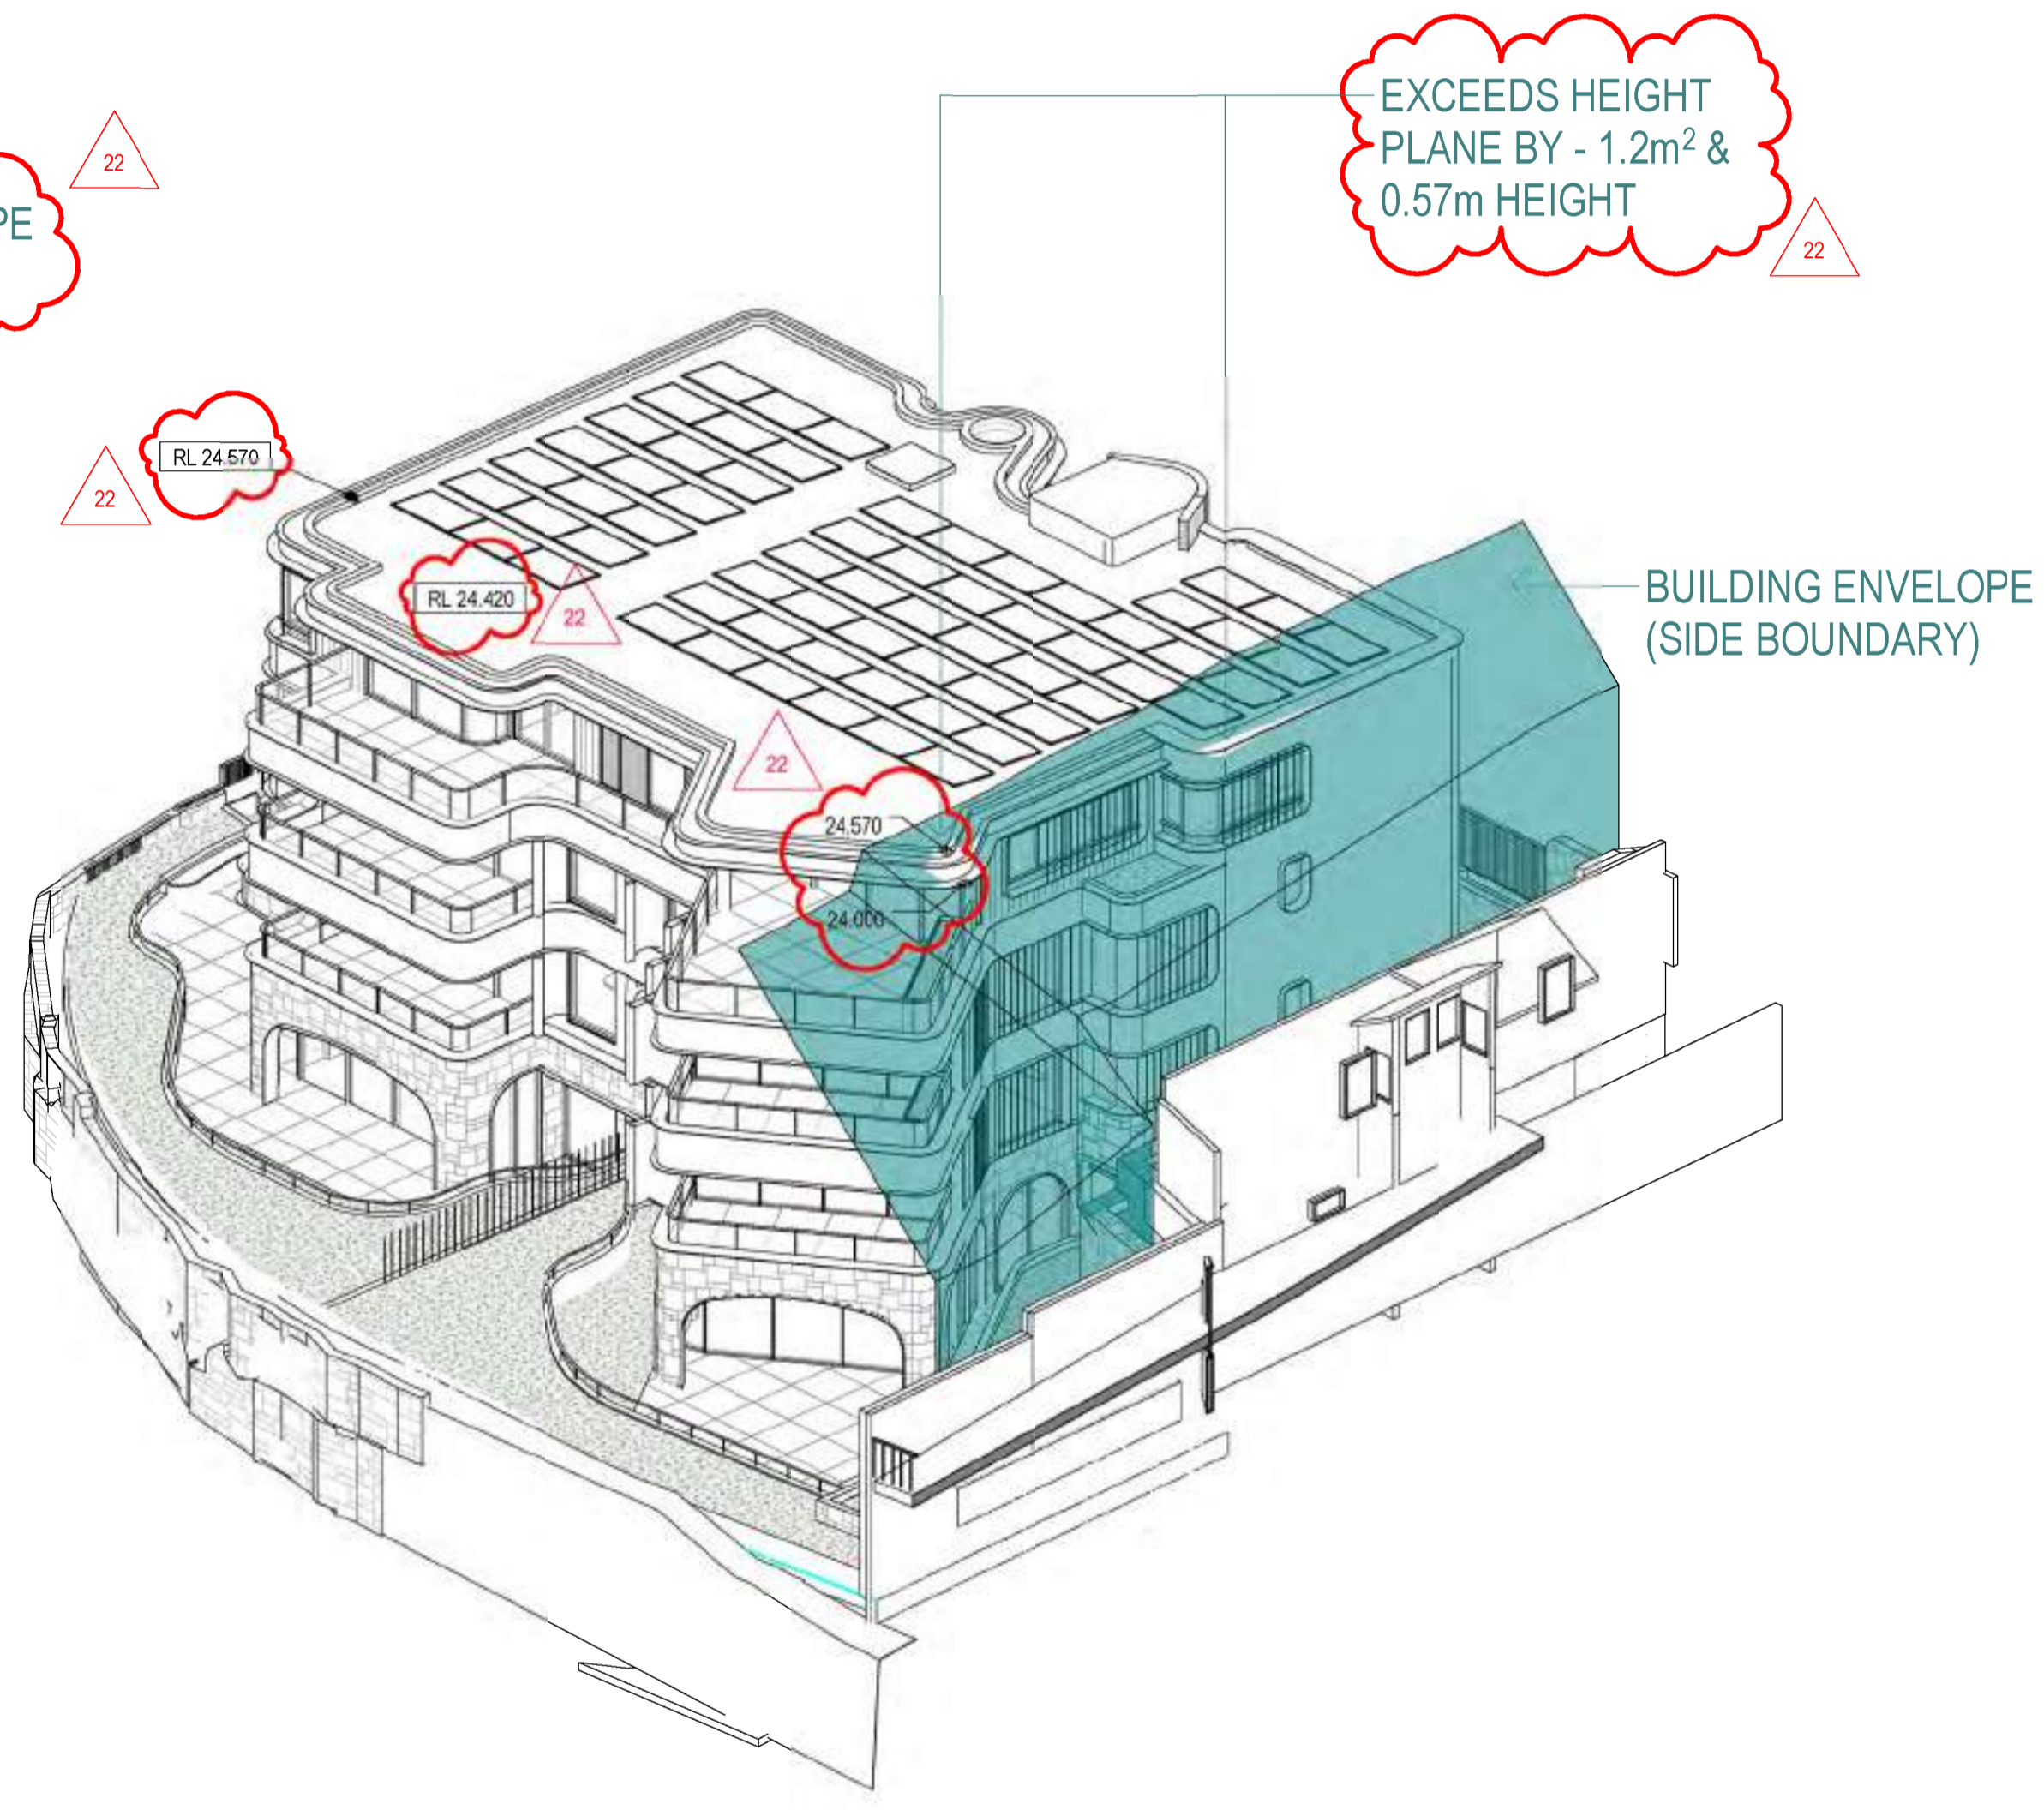 EXCEEDS HEIGHT
PLANE BY - 1.2m² &
0.57m HEIGHT
22
22
PE
RL 24.570
22
RL 24.420
22
BUILDING ENVELOPE
(SIDE BOUNDARY)
22
24.570
24.000